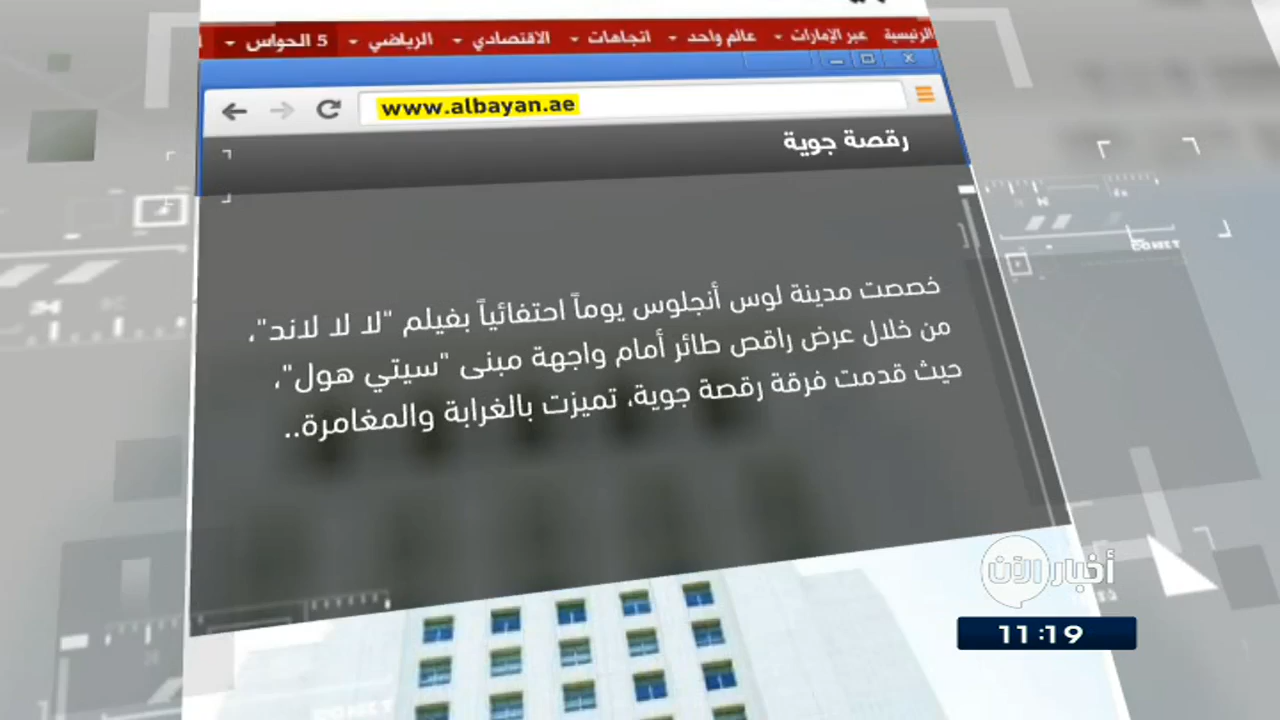 الرئيسية عبر الإمارات عالم واحد اتجاهات الاقتصادي الرياضي 5 الحواس
www.albayan.ae
رقصة جوية
خصصت مدينة لوس أنجلوس يوماً احتفائياً بفيلم "لا لا لاند"،
من خلال عرض راقص طائر أمام واجهة مبنى "سيتي هول"،
حيث قدمت فرقة رقصة جوية، تميزت بالغرابة والمغامرة..
أخبار الآن
11:19